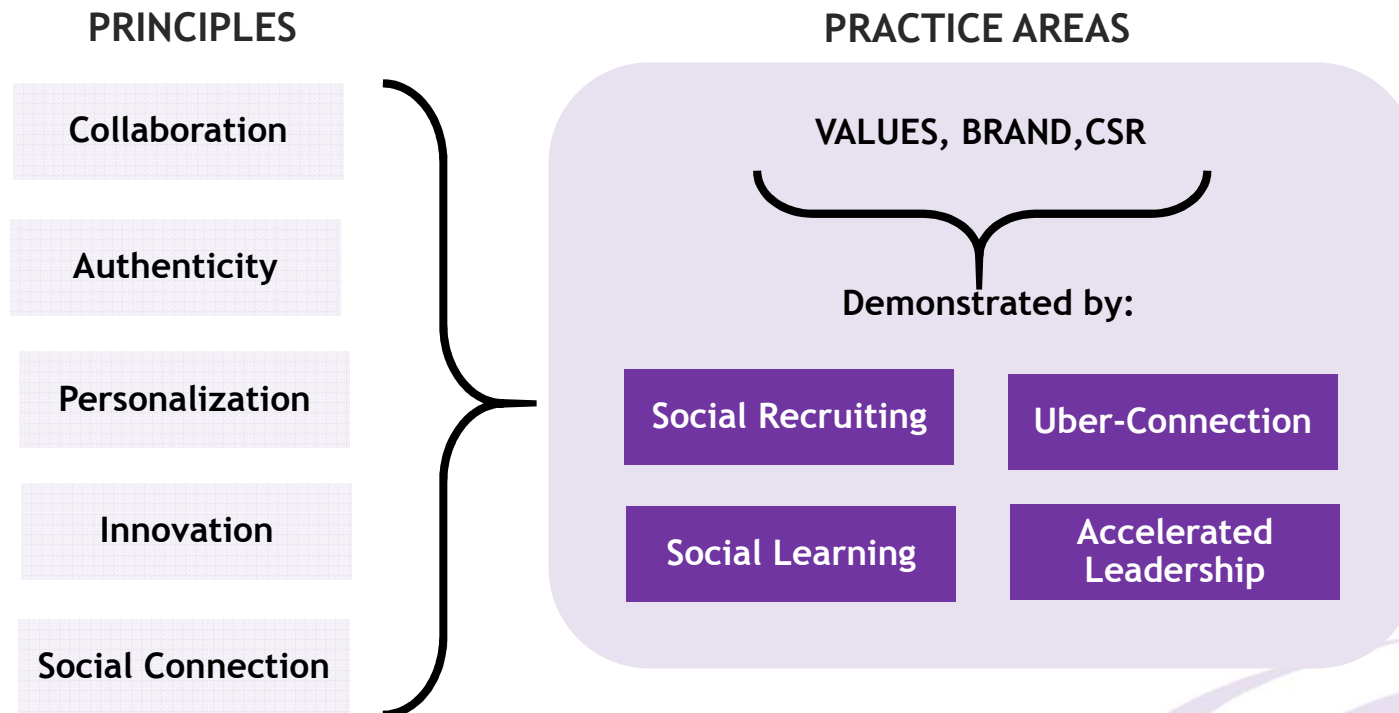 PRINCIPLES
Collaboration
Authenticity
Personalization
Innovation
Social Connection
PRACTICE AREAS
VALUES, BRAND,CSR
Demonstrated by:
Social Recruiting
Uber-Connection
Social Learning
Accelerated
Leadership